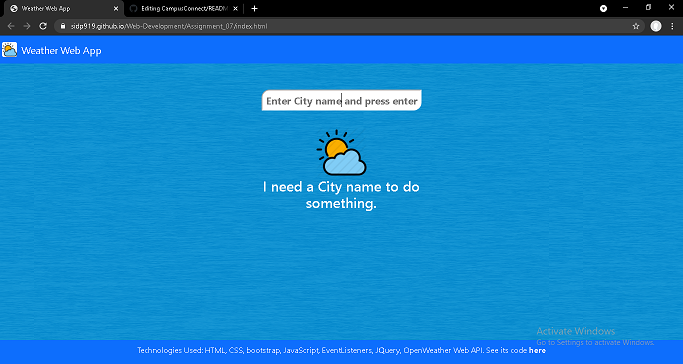 Weather Web App
Editing CampusConnect/READM
sidp919.github.io/Web-Development/Assignment_07/index.html
Weather Web App
Enter City name and press enter
I need a City name to do
something.
Activate Windows
Go to Settings to activate Windows.
Technologies Used: HTML, CSS, bootstrap, JavaScript, EventListeners, JQuery, OpenWeather Web API. See its code here